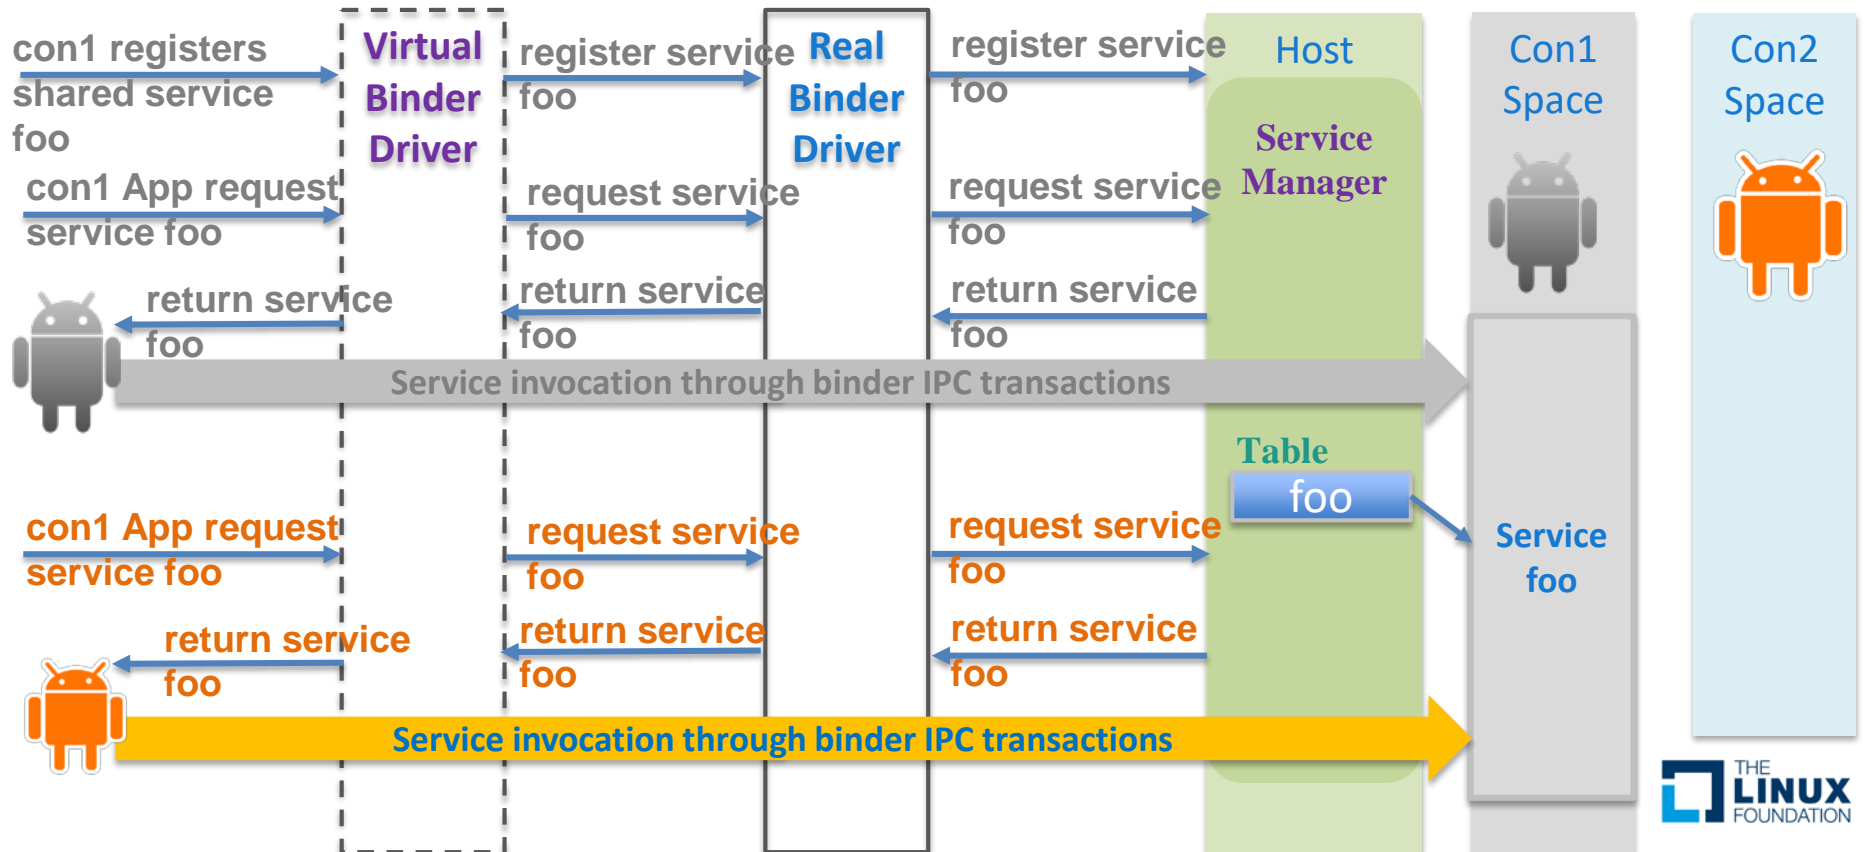 con1 registers
shared service
foo
Virtual
Binder
Driver
register service
foo
Real
Binder
Driver
register service
foo
Host
Service
Manager
Con1
Space
Con2
Space
con1 App request
service foo
request service
foo
request service
foo
return service
foo
return service
foo
return service
foo
Service invocation through binder IPC transactions
Table
foo
Service
foo
con1 App request
service foo
request service
foo
request service
foo
return service
foo
return service
foo
return service
foo
Service invocation through binder IPC transactions
THE
LINUX
FOUNDATION